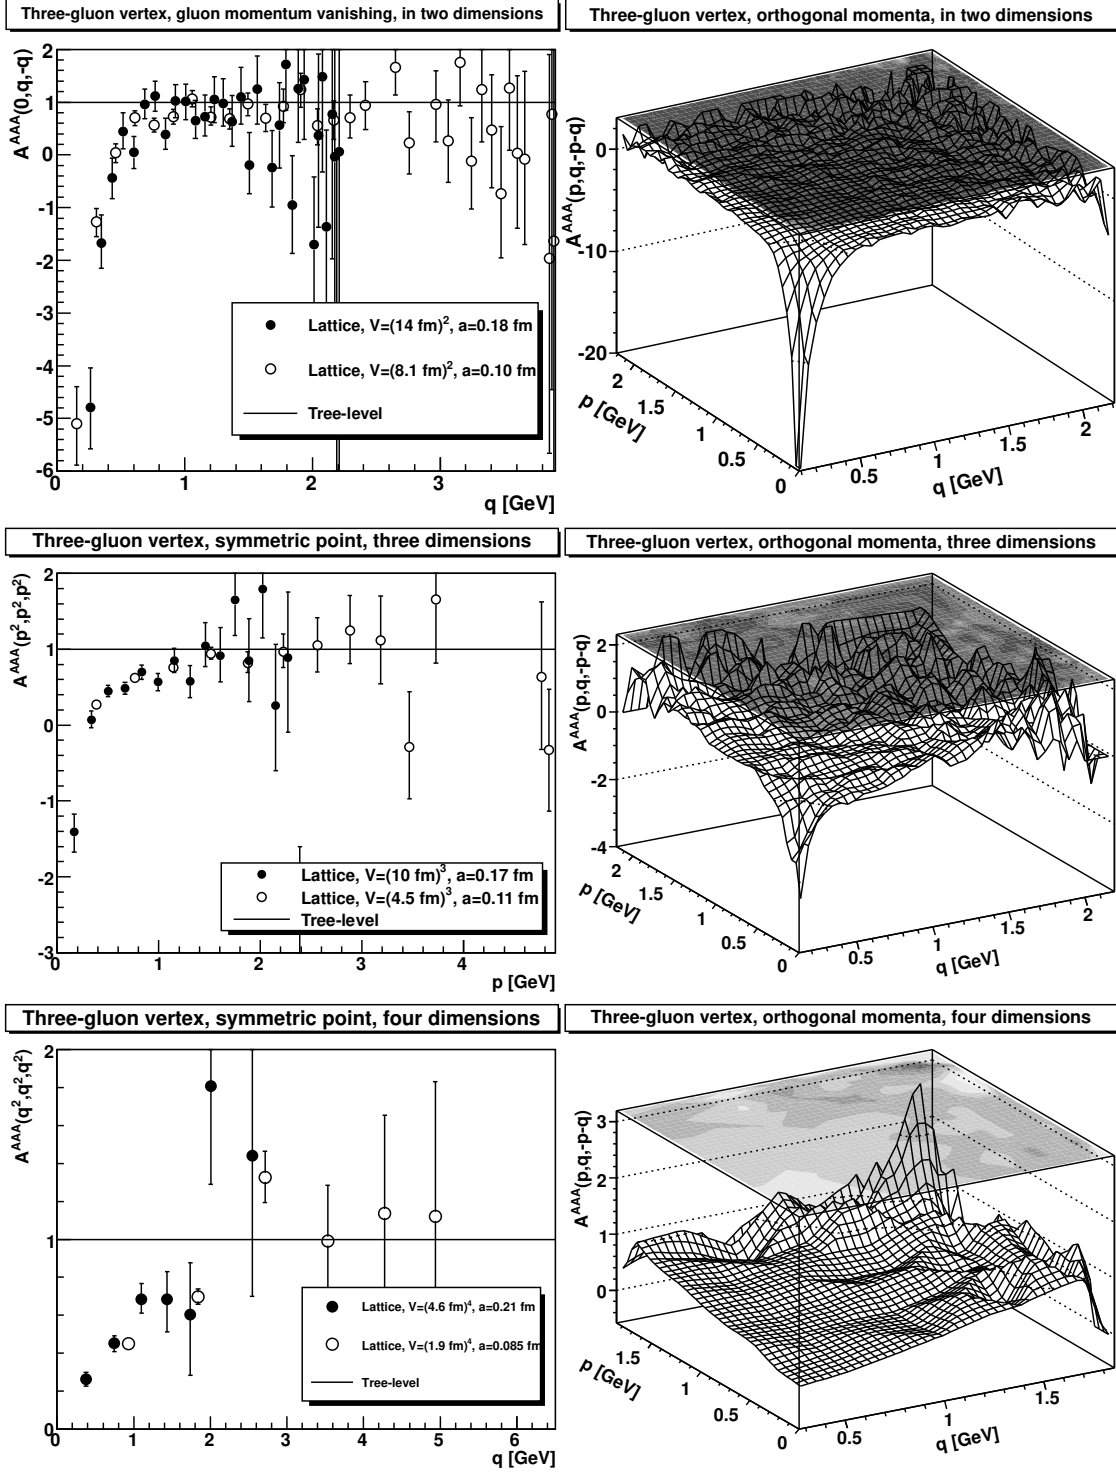 Three-gluon vertex, gluon momentum vanishing, in two dimensions
A^AAA(0,q,-q)
2
1
0
-1
-2
-3
-4
-5
-6
Lattice, V=(14 fm)², a=0.18 fm
Lattice, V=(8.1 fm)², a=0.10 fm
Tree-level
0 1 2 3
q [GeV]
Three-gluon vertex, orthogonal momenta, in two dimensions
A^AAA(p,q,-p-q)
0
-10
-20
2
1.5
1
0.5
0
p [GeV]
0.5 1 1.5 2
q [GeV]
Three-gluon vertex, symmetric point, three dimensions
A^AAA(p²,p²,p²)
2
1
0
-1
-2
-3
Lattice, V=(10 fm)³, a=0.17 fm
Lattice, V=(4.5 fm)³, a=0.11 fm
Tree-level
0 1 2 3 4
p [GeV]
Three-gluon vertex, orthogonal momenta, three dimensions
A^AAA(p,q,-p-q)
2
0
-2
-4
2
1.5
1
0.5
0
p [GeV]
0.5 1 1.5 2
q [GeV]
Three-gluon vertex, symmetric point, four dimensions
A^AAA(q²,q²,q²)
2
1
0
Lattice, V=(4.6 fm)⁴, a=0.21 fm
Lattice, V=(1.9 fm)⁴, a=0.085 fm
Tree-level
0 1 2 3 4 5 6
q [GeV]
Three-gluon vertex, orthogonal momenta, four dimensions
A^AAA(p,q,-p-q)
3
2
1
0
1.5
1
0.5
0
p [GeV]
0.5 1 1.5
q [GeV]